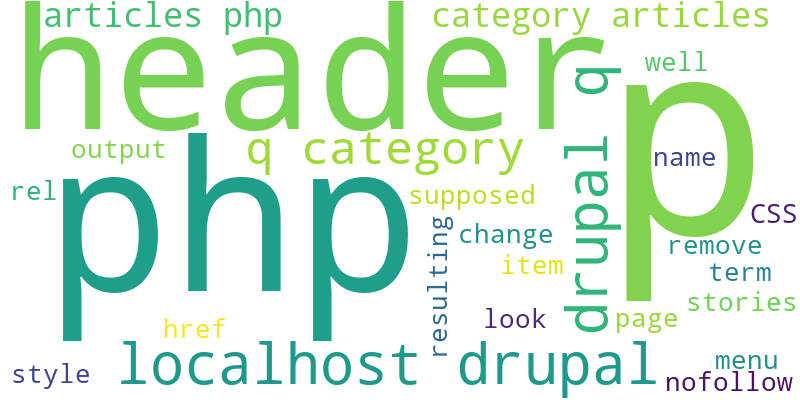 articles php
category articles
header
p
well
drupal q
output
q category
name
php
rel
supposed
CSS
resulting
change
remove
item
term
stories
href
look
page
localhost drupal
menu
style
nofollow